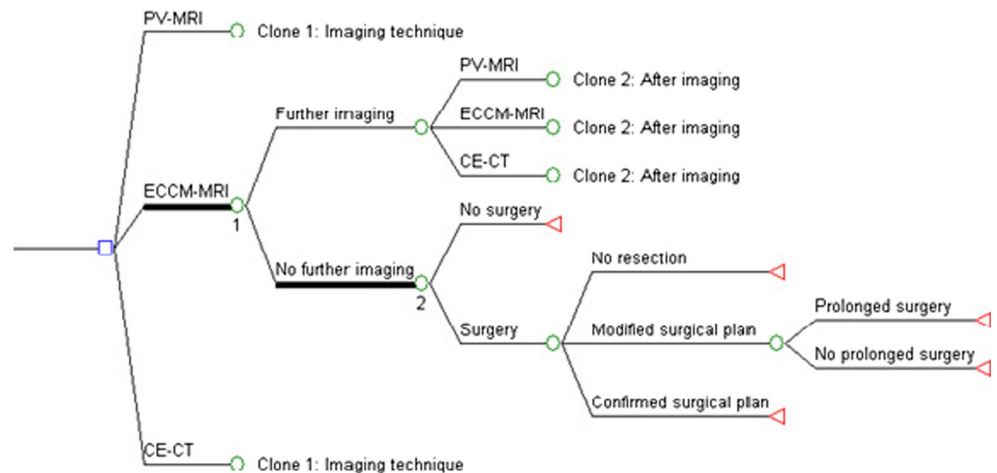 PV-MRI
Clone 1: Imaging technique
PV-MRI
Clone 2: After imaging
Further imaging
ECCM-MRI
Clone 2: After imaging
CE-CT
Clone 2: After imaging
ECCM-MRI
1
No surgery
No further imaging
2
No resection
Surgery
Modified surgical plan
Prolonged surgery
No prolonged surgery
Confirmed surgical plan
CE-CT
Clone 1: Imaging technique